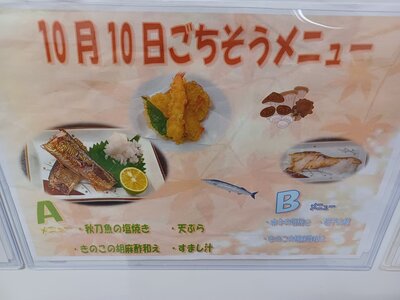 10月10日ごちそうメニュー
A
メニュー
・秋刀魚の塩焼き ・天ぷら
・きのこの胡麻酢和え ・すまし汁
B
メニュー